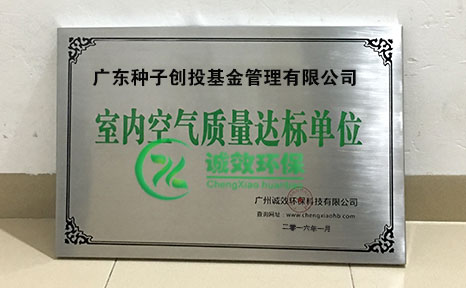 广东种子创投基金管理有限公司
室内空气质量达标单位
诚效环保
ChengXiao huanbao
广州诚效环保科技有限公司
查询网址:www.chengxiaohb.com
二零一六年一月